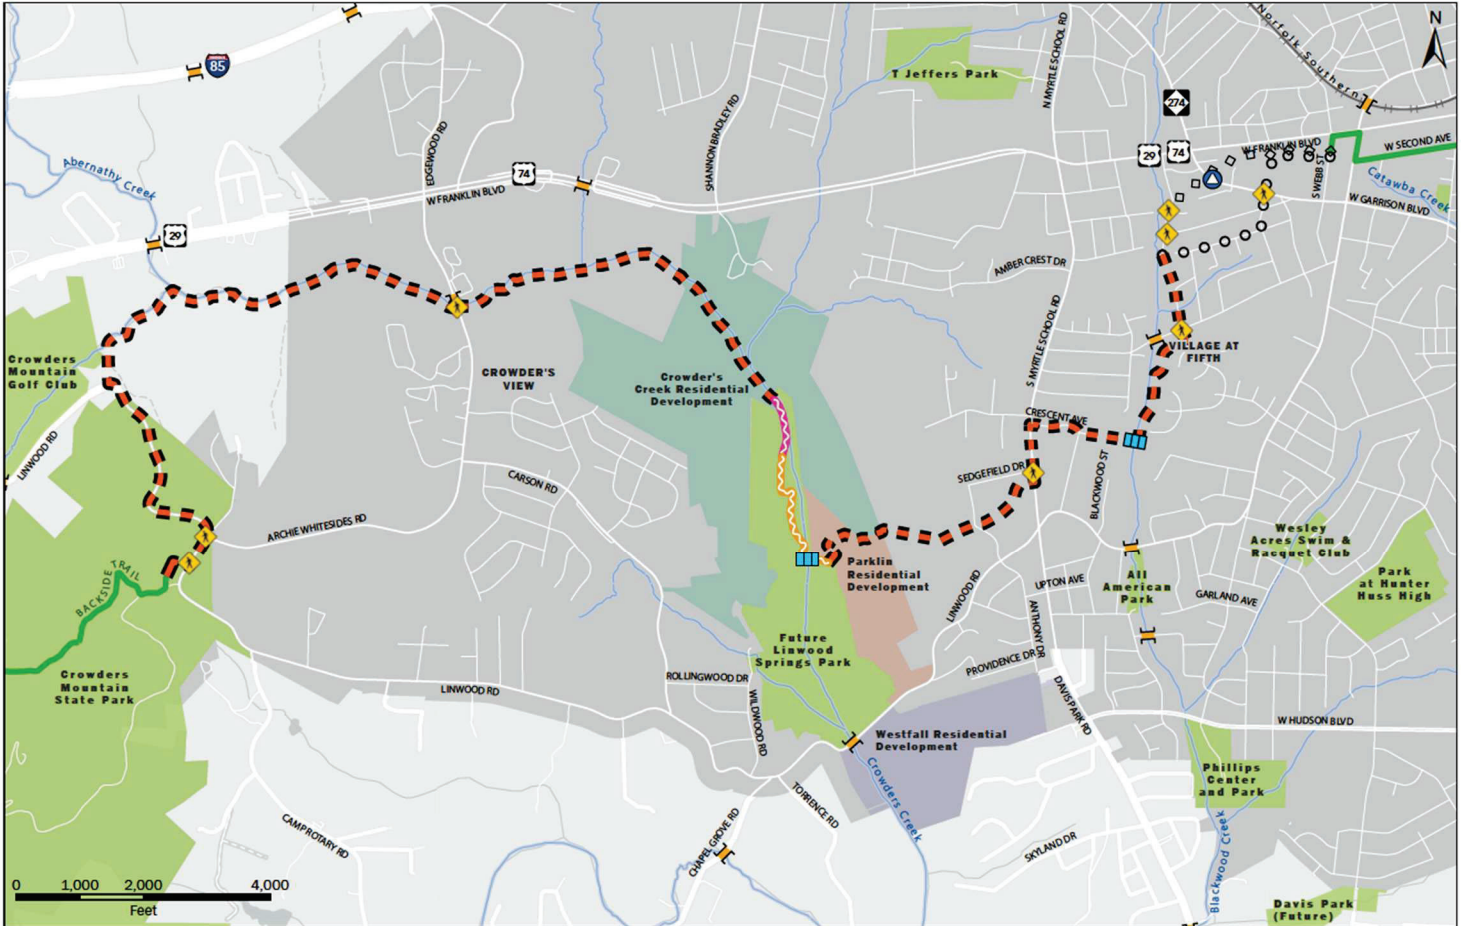 N
85
T Jeffers Park
N MYRTLE SCHOOL RD
Norfolk Southern
274
29
74
W FRANKLIN BLVD
W SECOND AVE
S WEBB ST
Catawba Creek
W GARRISON BLVD
Abernathy Creek
EDGEWOOD RD
74
W FRANKLIN BLVD
SHANNON BRADLEY RD
29
AMBER CREST DR
S MYRTLE SCHOOL RD
VILLAGE AT
FIFTH
Crowders
Mountain
Golf Club
CROWDER'S
VIEW
Crowder's
Creek Residential
Development
CRESCENT AVE
LINWOOD RD
CARSON RD
SEDGEFIELD DR
BLACKWOOD ST
ARCHIE WHITESIDES RD
Wesley
Acres Swim &
Racquet Club
BACKSIDE TRAIL
Parklin
Residential
Development
LINWOOD RD
UPTON AVE
All
American
Park
GARLAND AVE
Park
at Hunter
Huss High
ANTHONY DR
Future
Linwood
Springs Park
PROVIDENCE DR
Crowders
Mountain
State Park
LINWOOD RD
ROLLINGWOOD DR
WILDWOOD RD
DAVIS PARK RD
W HUDSON BLVD
Westfall Residential
Development
Crowders Creek
Phillips
Center
and Park
CAMP ROTARY RD
CHAPEL GROVE RD
TORRENCE RD
SKYLAND DR
Blackwood Creek
0 1,000 2,000 4,000
Feet
Davis Park
(Future)